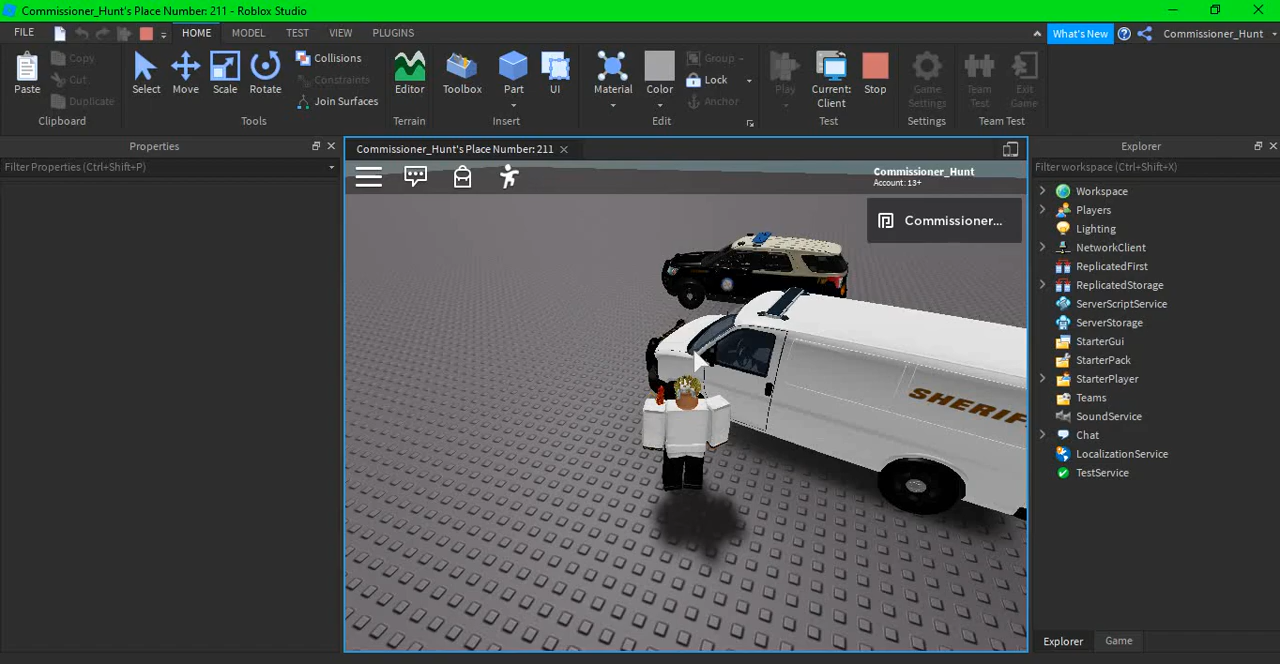 Commissioner_Hunt's Place Number: 211 - Roblox Studio
FILE
HOME
MODEL
TEST
VIEW
PLUGINS
What's New
Commissioner_Hunt
Paste
Copy
Cut
Duplicate
Clipboard
Select
Move
Scale
Rotate
Collisions
Constraints
Join Surfaces
Tools
Editor
Terrain
Toolbox
Part
UI
Insert
Material
Color
Group
Lock
Anchor
Edit
Play
Current:
Client
Stop
Test
Game
Settings
Settings
Team
Test
Exit
Game
Team Test
Properties
Filter Properties (Ctrl+Shift+P)
Commissioner_Hunt's Place Number: 211
Commissioner_Hunt
Account: 13+
Commissioner...
SHERIF
Explorer
Filter workspace (Ctrl+Shift+X)
Workspace
Players
Lighting
NetworkClient
ReplicatedFirst
ReplicatedStorage
ServerScriptService
ServerStorage
StarterGui
StarterPack
StarterPlayer
Teams
SoundService
Chat
LocalizationService
TestService
Explorer
Game